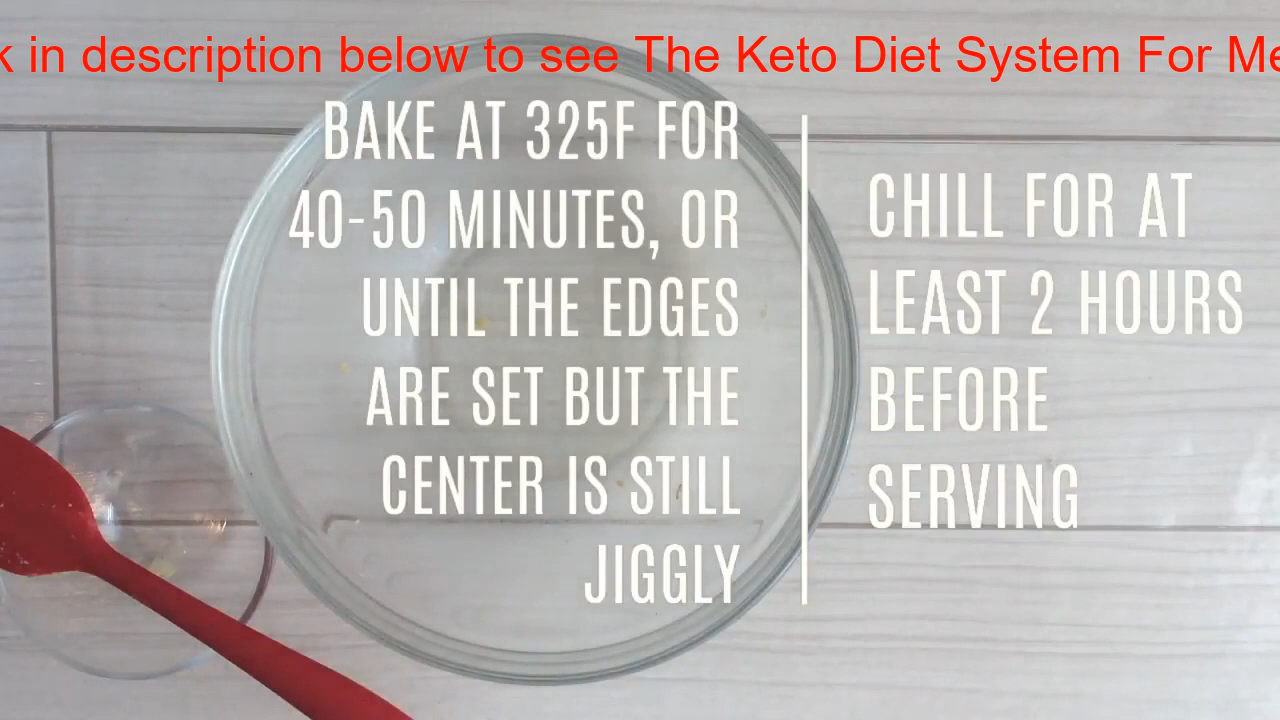 in description below to see The Keto Diet System For
BAKE AT 325F FOR
40-50 MINUTES, OR
UNTIL THE EDGES
ARE SET BUT THE
CENTER IS STILL
JIGGLY
CHILL FOR AT
LEAST 2 HOURS
BEFORE
SERVING